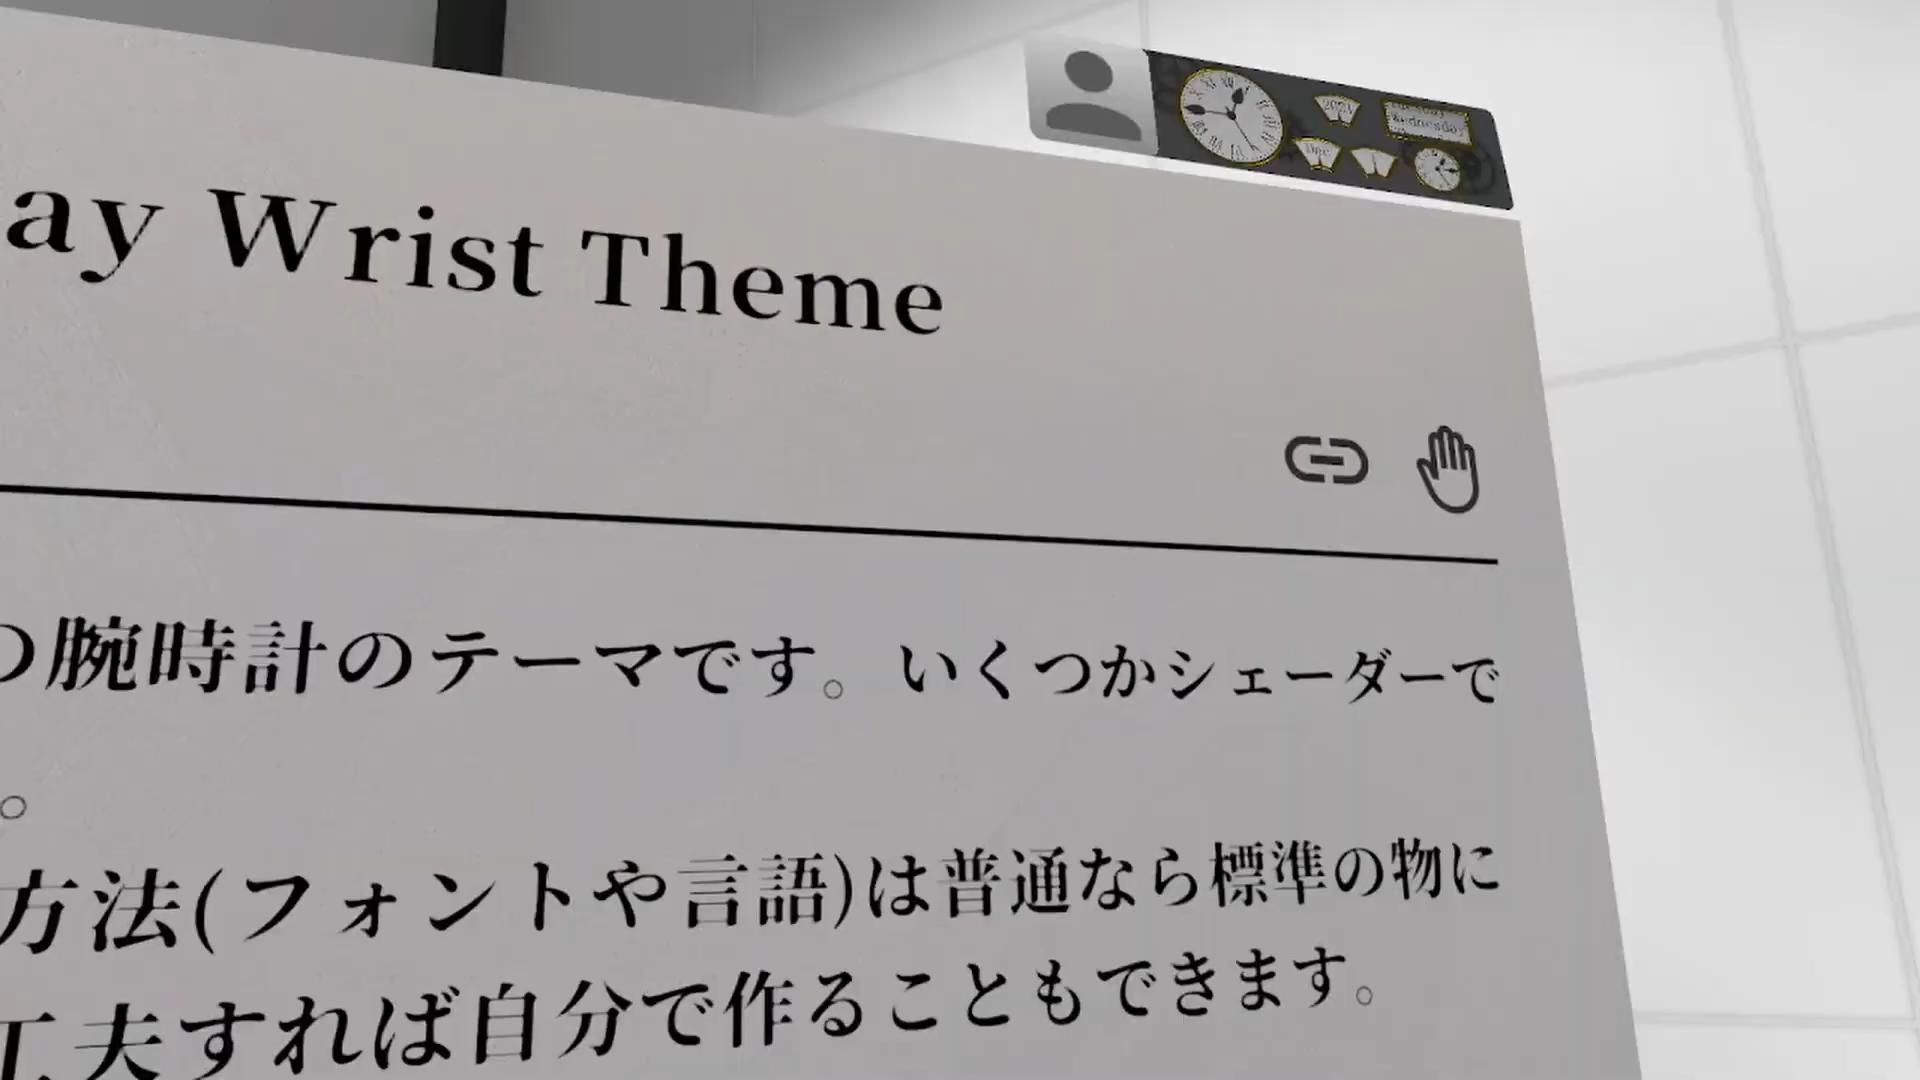 Wednesday
ay Wrist Theme
腕時計のテーマです。いくつかシェーダーで
。
方法(フォントや言語)は普通なら標準の物に
工夫すれば自分で作ることもできます。